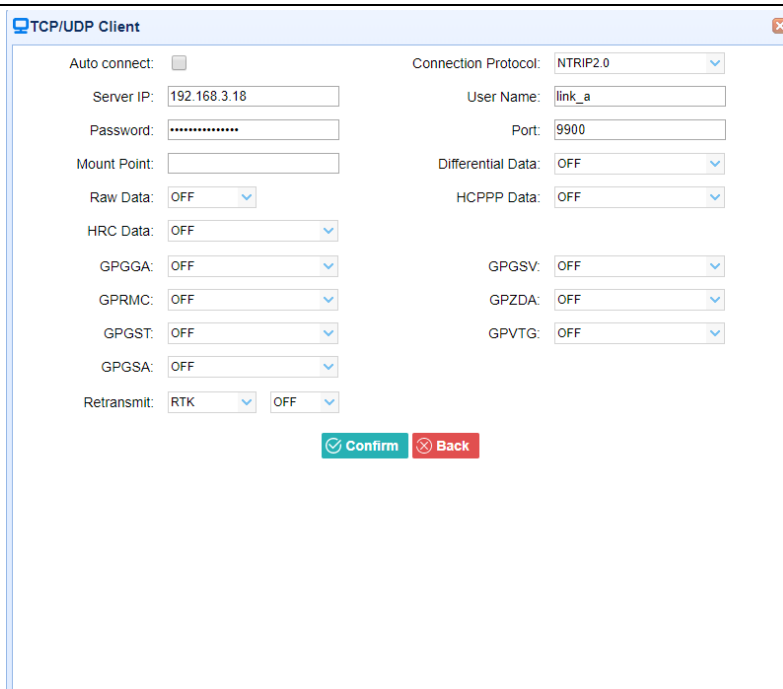 TCP/UDP Client
Auto connect: Connection Protocol: NTRIP2.0
Server IP: 192.168.3.18 User Name: link_a
Password: ••••••••••••••• Port: 9900
Mount Point: Differential Data: OFF
Raw Data: OFF HCPPP Data: OFF
HRC Data: OFF
GPGGA: OFF GPGSV: OFF
GPRMC: OFF GPZDA: OFF
GPGST: OFF GPVTG: OFF
GPGSA: OFF
Retransmit: RTK OFF
Confirm Back